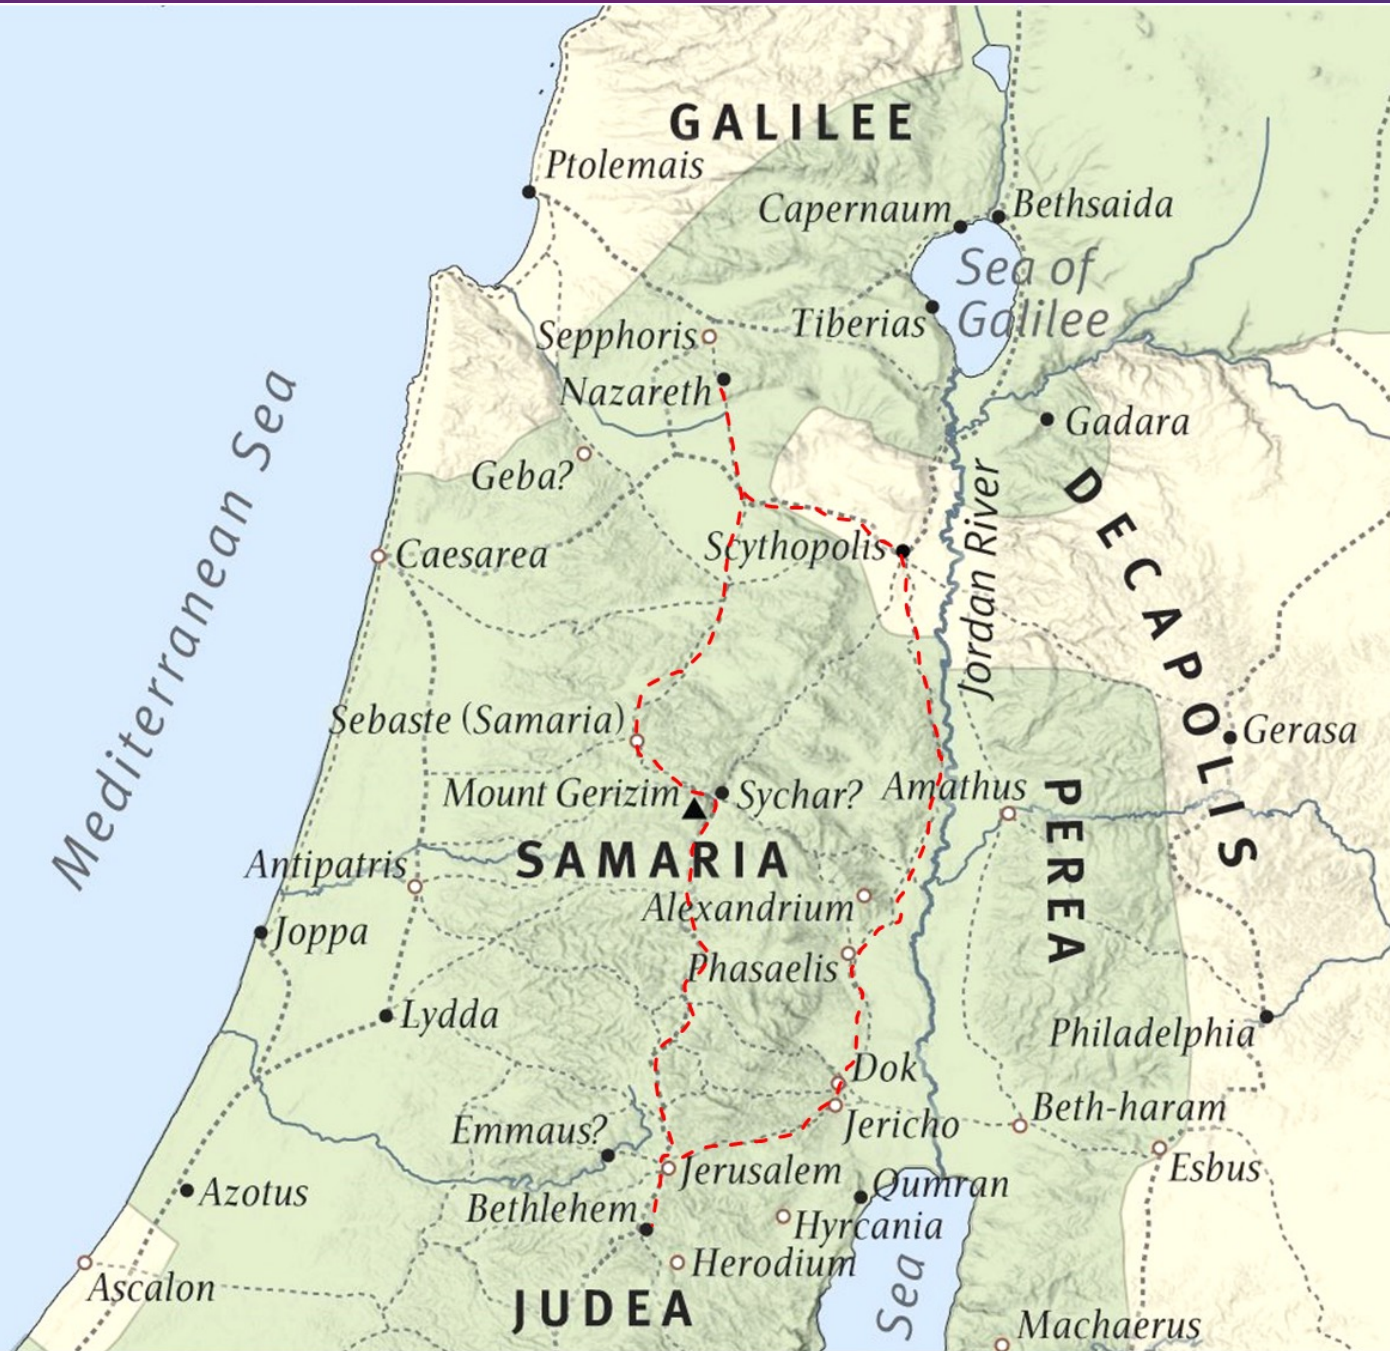 GALILEE
Ptolemais
Capernaum
Bethsaida
Sea of
Galilee
Tiberias
Sepphoris
Nazareth
Gadara
Geba?
Mediterranean Sea
Caesarea
Scythopolis
Jordan River
DECAPOLIS
Sebaste (Samaria)
Gerasa
Mount Gerizim
Sychar?
Amathus
PEREA
SAMARIA
Antipatris
Alexandrium
Joppa
Phasaelis
Lydda
Philadelphia
Dok
Jericho
Beth-haram
Emmaus?
Jerusalem
Esbus
Azotus
Bethlehem
Qumran
Hyrcania
Herodium
Ascalon
JUDEA
Sea
Machaerus